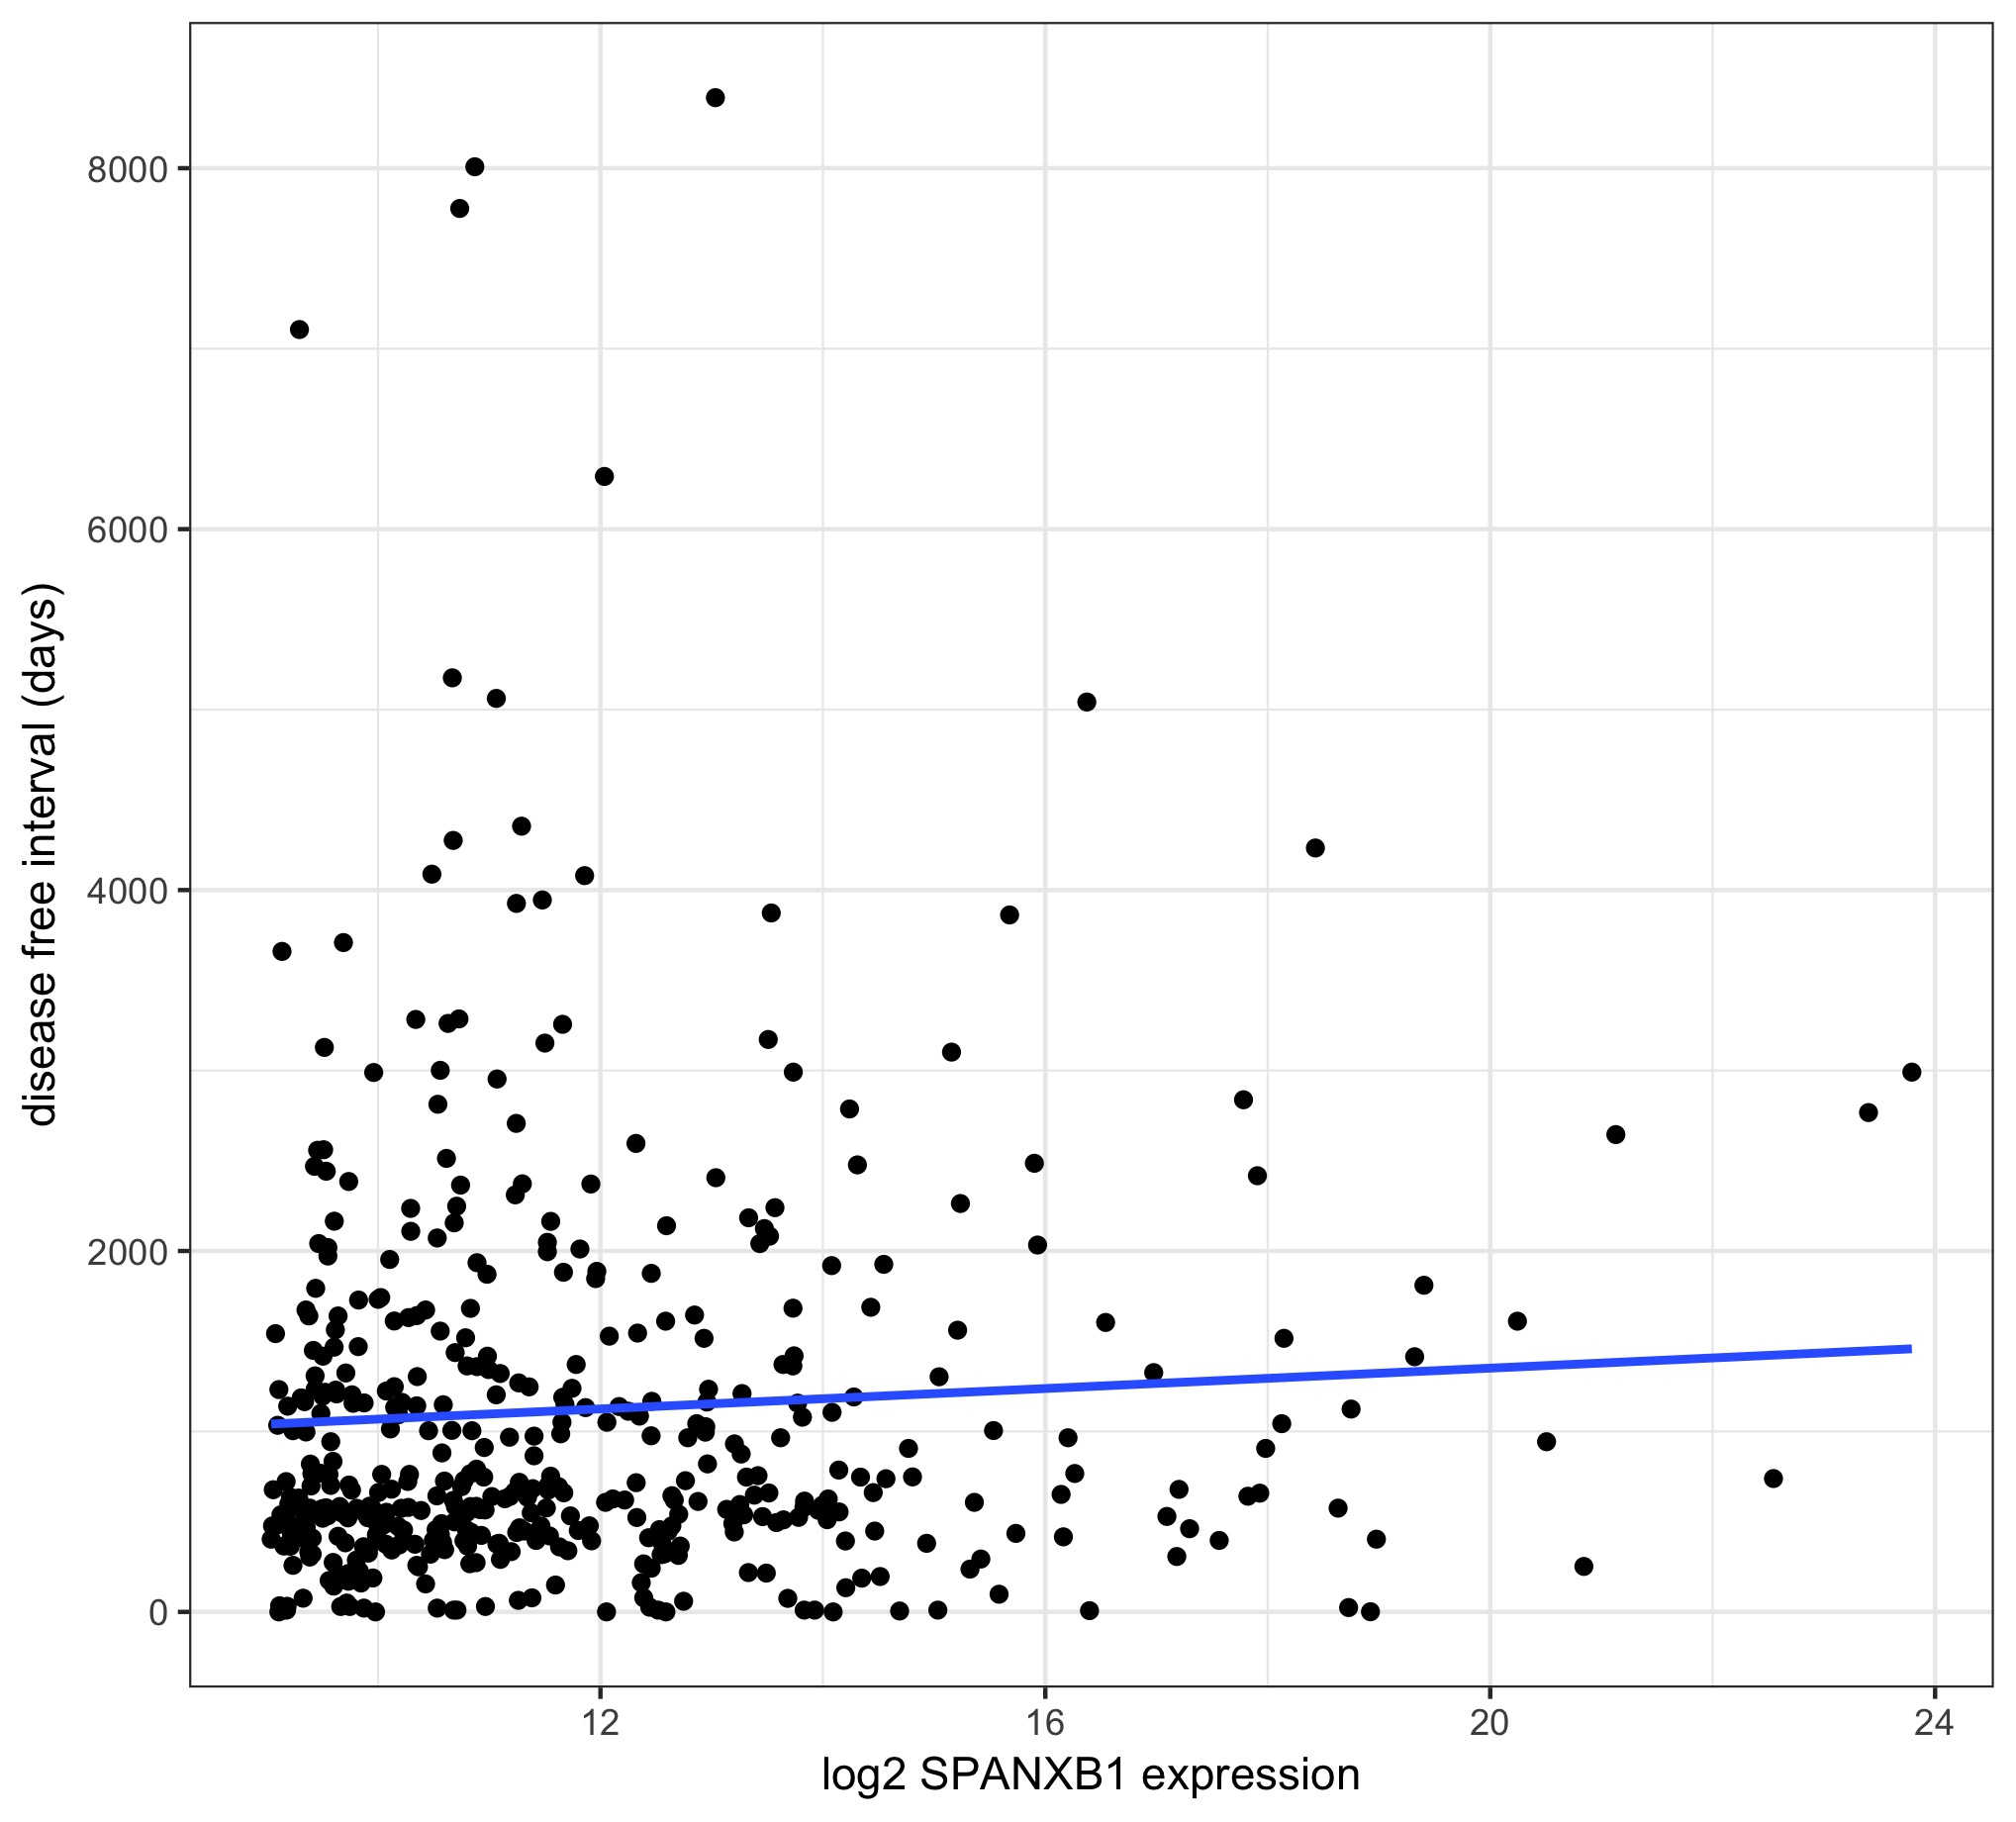 8000
6000
4000
2000
0
disease free interval (days)
12 16 20 24
log2 SPANXB1 expression